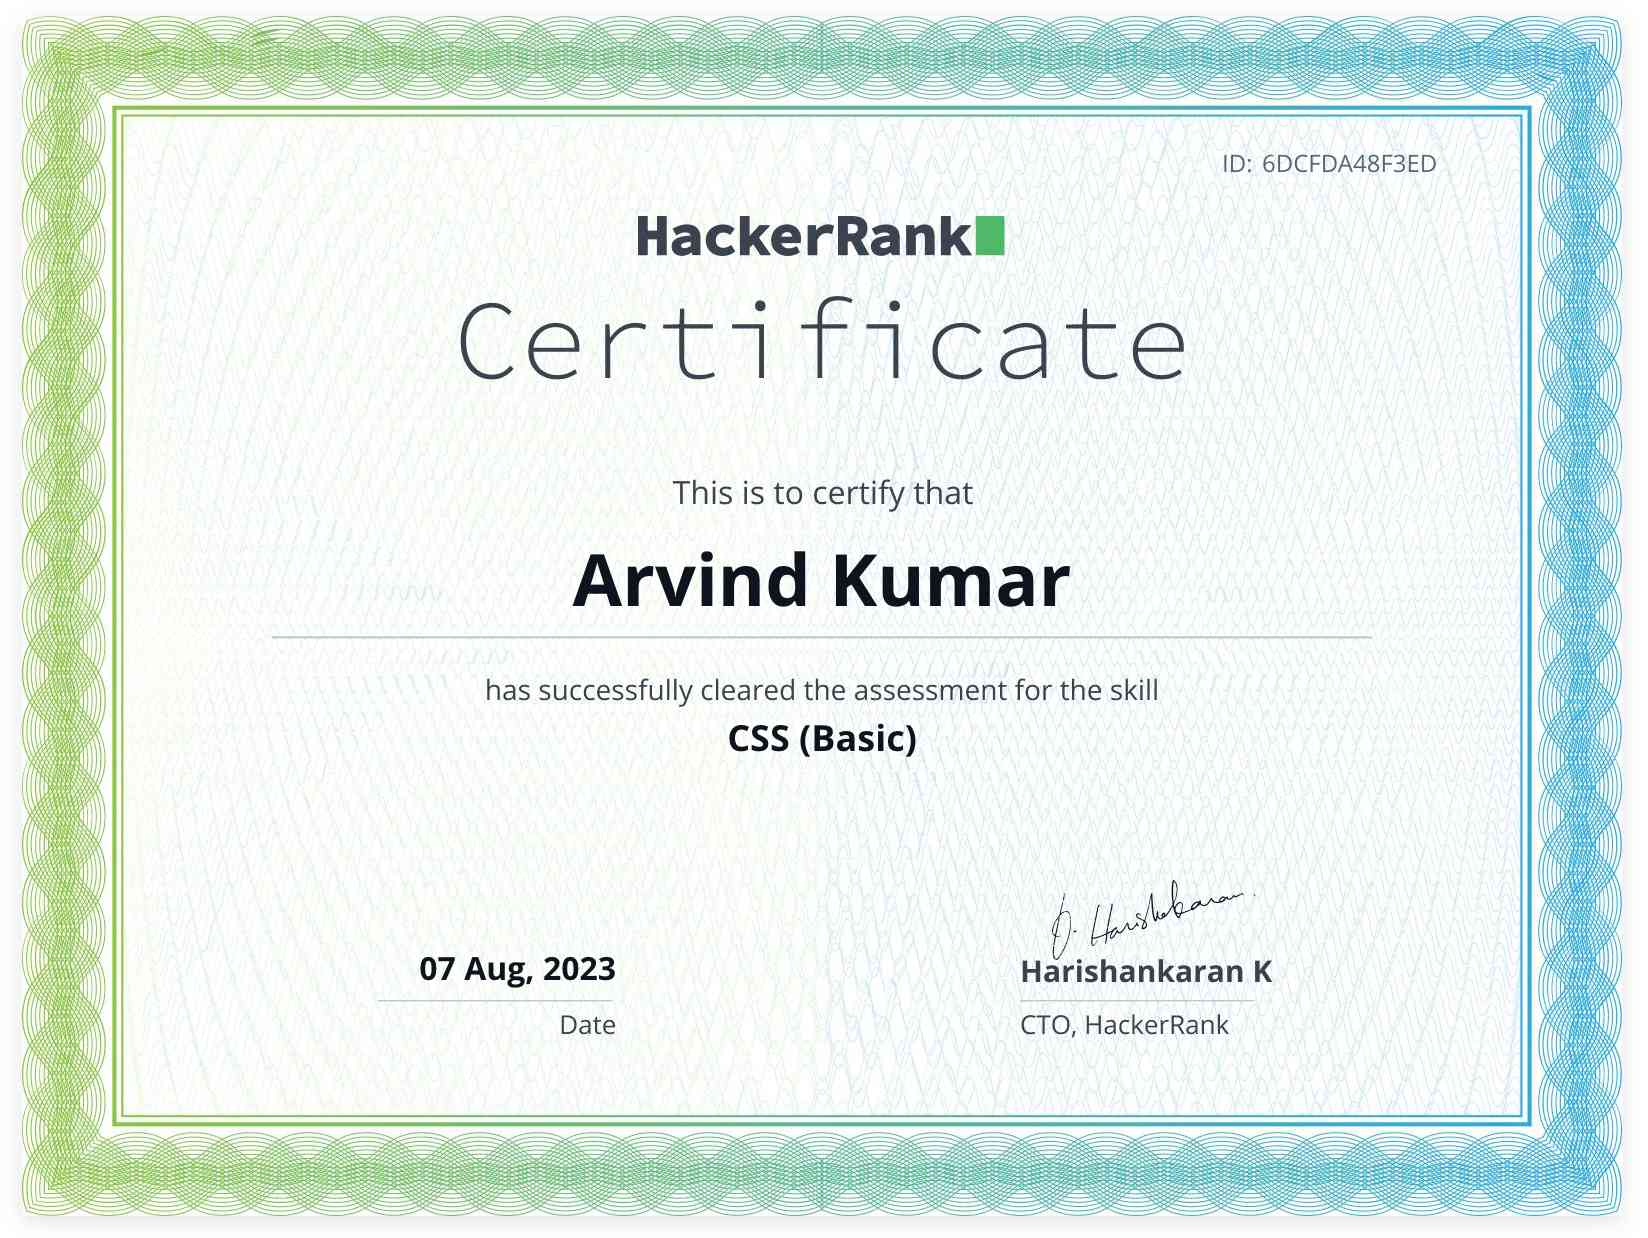 ID: 6DCFDA48F3ED
HackerRank
Certificate
This is to certify that
Arvind Kumar
has successfully cleared the assessment for the skill
CSS (Basic)
07 Aug, 2023
Date
Harishankaran K
CTO, HackerRank